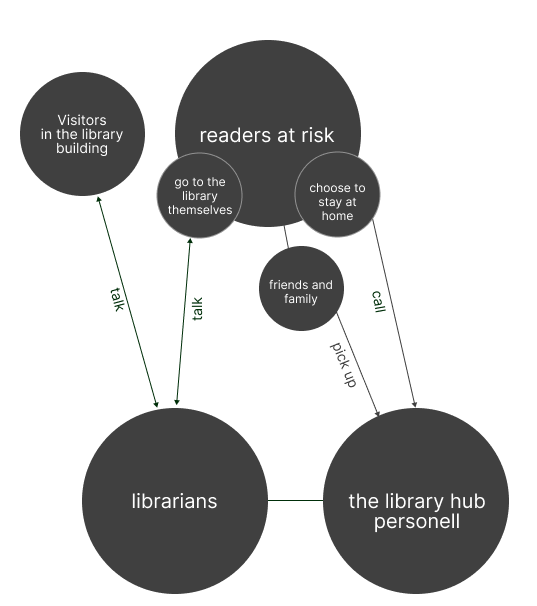 Visitors
in the library
building
readers at risk
go to the
library
themselves
choose to
stay at
home
friends and
family
talk
talk
call
pick up
librarians
the library hub
personell